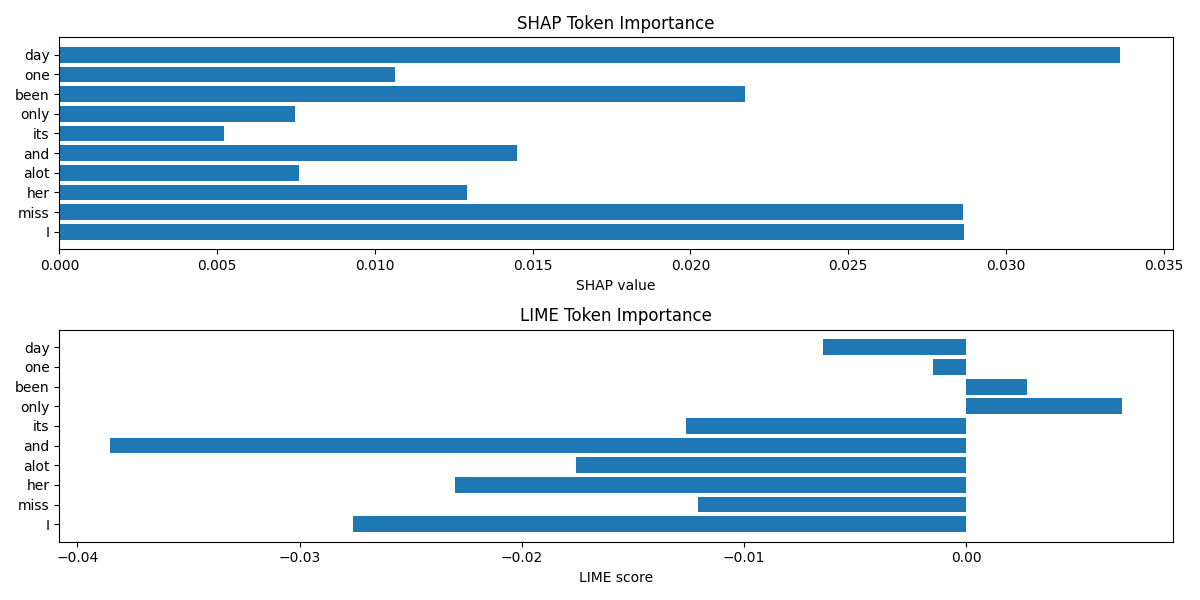 SHAP Token Importance
day
one
been
only
its
and
alot
her
miss
I
0.000 0.005 0.010 0.015 0.020 0.025 0.030 0.035
SHAP value
LIME Token Importance
day
one
been
only
its
and
alot
her
miss
I
−0.04 −0.03 −0.02 −0.01 0.00
LIME score